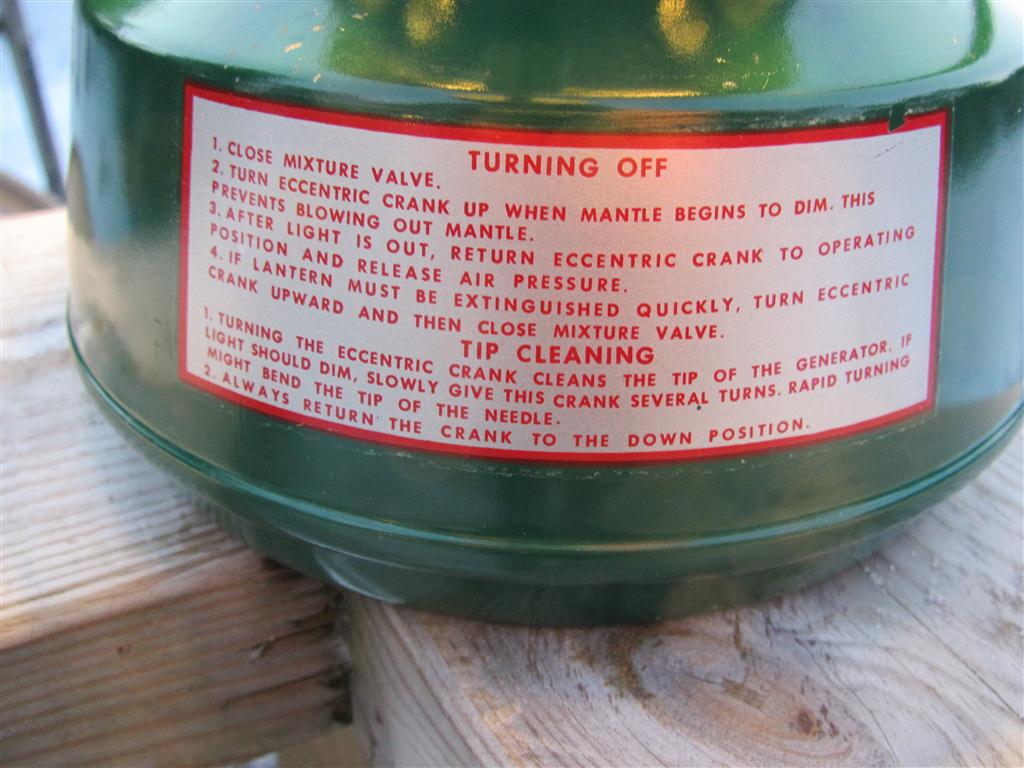 TURNING OFF
1. CLOSE MIXTURE VALVE.
2. TURN ECCENTRIC CRANK UP WHEN MANTLE BEGINS TO DIM. THIS
PREVENTS BLOWING OUT MANTLE.
3. AFTER LIGHT IS OUT, RETURN ECCENTRIC CRANK TO OPERATING
POSITION AND RELEASE AIR PRESSURE.
4. IF LANTERN MUST BE EXTINGUISHED QUICKLY, TURN ECCENTRIC
CRANK UPWARD AND THEN CLOSE MIXTURE VALVE.
TIP CLEANING
1. TURNING THE ECCENTRIC CRANK CLEANS THE TIP OF THE GENERATOR. IF
LIGHT SHOULD DIM, SLOWLY GIVE THIS CRANK SEVERAL TURNS. RAPID TURNING
MIGHT BEND THE TIP OF THE NEEDLE.
2. ALWAYS RETURN THE CRANK TO THE DOWN POSITION.